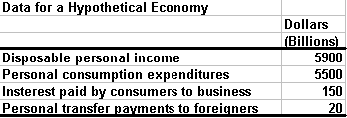 Data for a Hypothetical Economy
Dollars
(Billions)
Disposable personal income 5900
Personal consumption expenditures 5500
Insterest paid by consumers to business 150
Personal transfer payments to foreigners 20